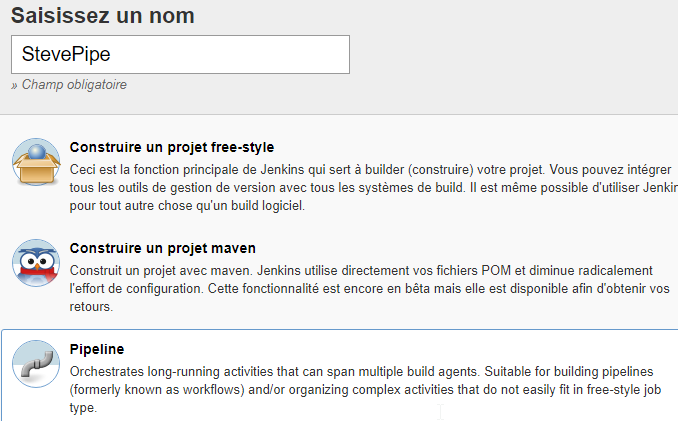 Saisissez un nom
StevePipe
» Champ obligatoire
Construire un projet free-style
Ceci est la fonction principale de Jenkins qui sert à builder (construire) votre projet. Vous pouvez intégrer
tous les outils de gestion de version avec tous les systèmes de build. Il est même possible d'utiliser Jenkin
pour tout autre chose qu'un build logiciel.
Construire un projet maven
Construit un projet avec maven. Jenkins utilise directement vos fichiers POM et diminue radicalement
l'effort de configuration. Cette fonctionnalité est encore en bêta mais elle est disponible afin d'obtenir vos
retours.
Pipeline
Orchestrates long-running activities that can span multiple build agents. Suitable for building pipelines
(formerly known as workflows) and/or organizing complex activities that do not easily fit in free-style job
type.